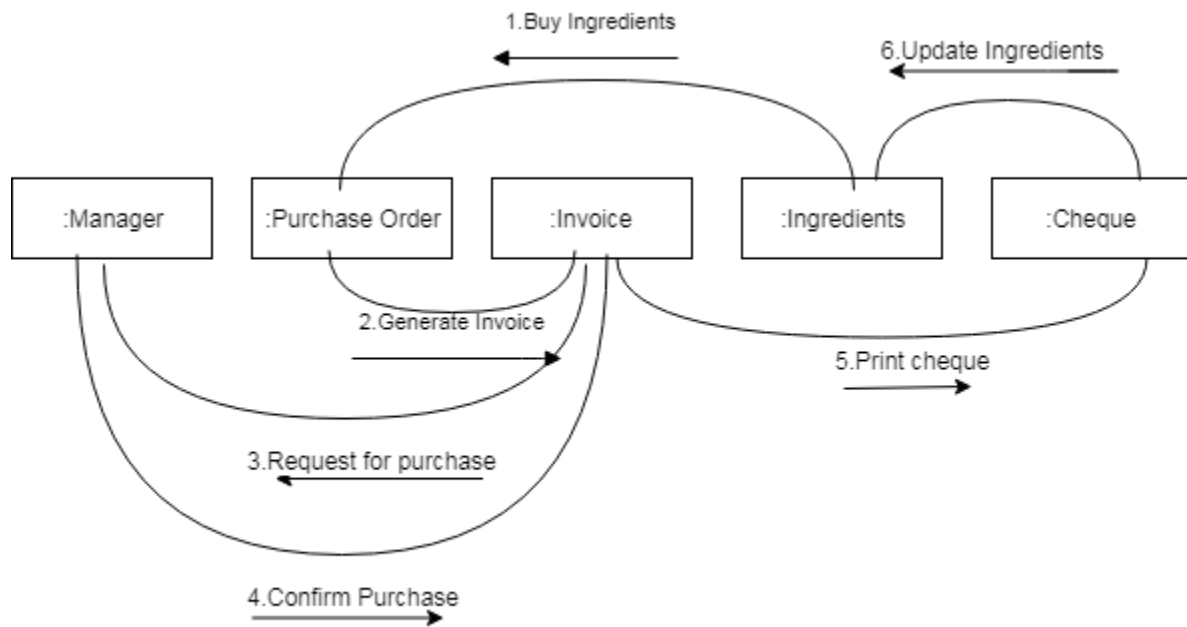 1.Buy Ingredients
6.Update Ingredients
:Manager
:Purchase Order
:Invoice
:Ingredients
:Cheque
2.Generate Invoice
5.Print cheque
3.Request for purchase
4.Confirm Purchase